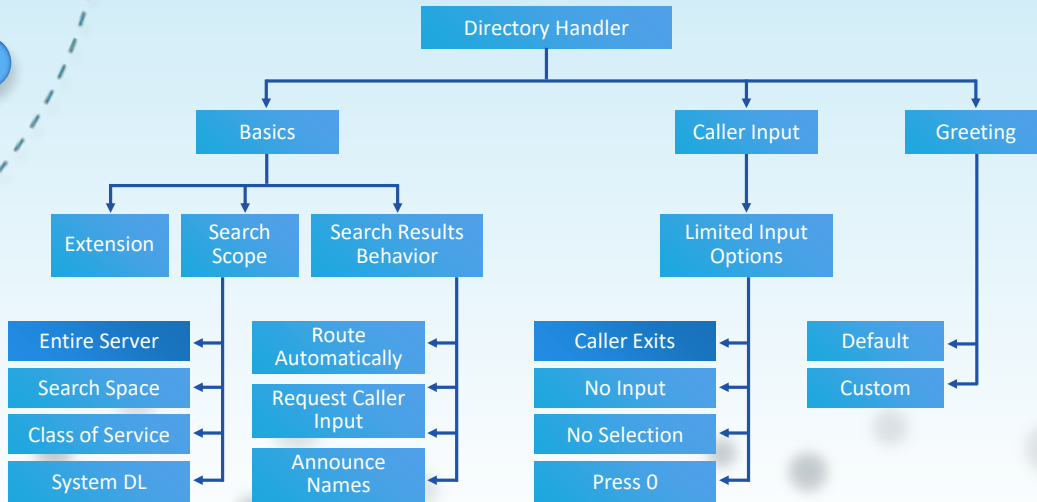 Directory Handler
Basics
Caller Input
Greeting
Extension
Search
Scope
Search Results
Behavior
Limited Input
Options
Entire Server
Search Space
Class of Service
System DL
Route
Automatically
Request Caller
Input
Announce
Names
Caller Exits
No Input
No Selection
Press 0
Default
Custom